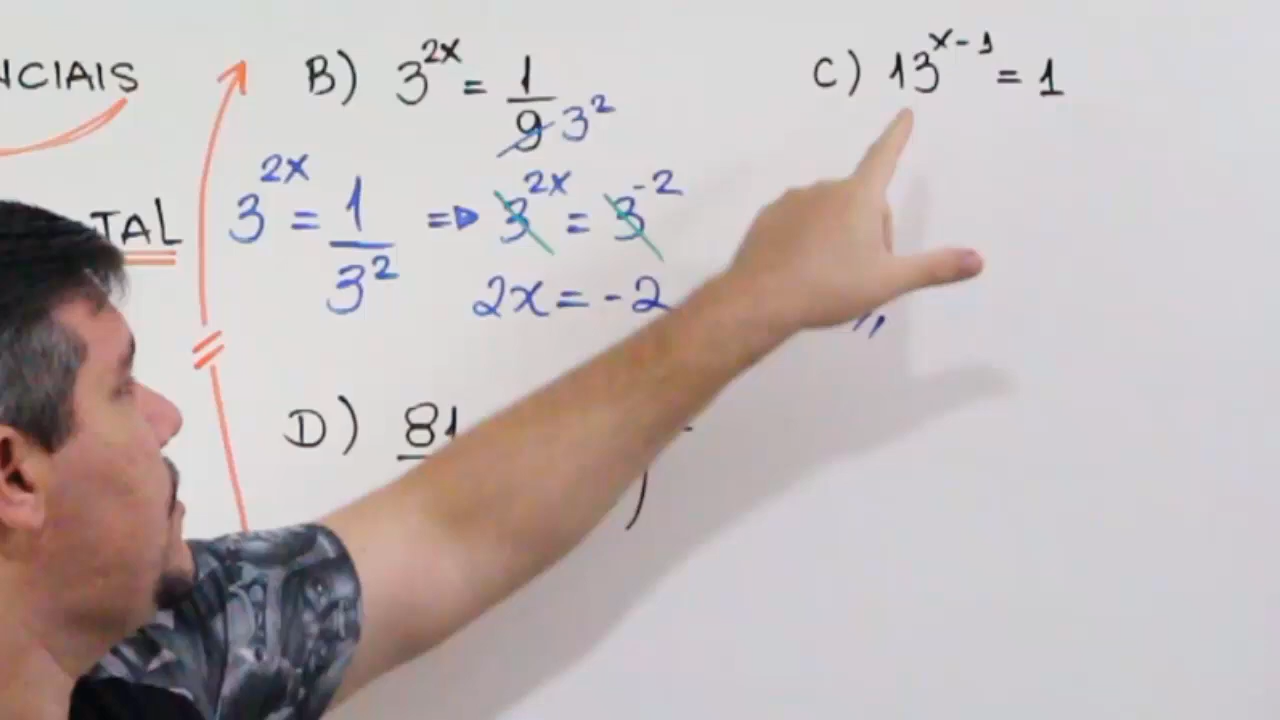 NCIAIS
TAL
B) 3^{2x} = 1/9 3^2
3^{2x} = 1/3^2 => 3^{2x} = 3^{-2}
2x = -2
C) 13^{x-1} = 1
D) 81
)